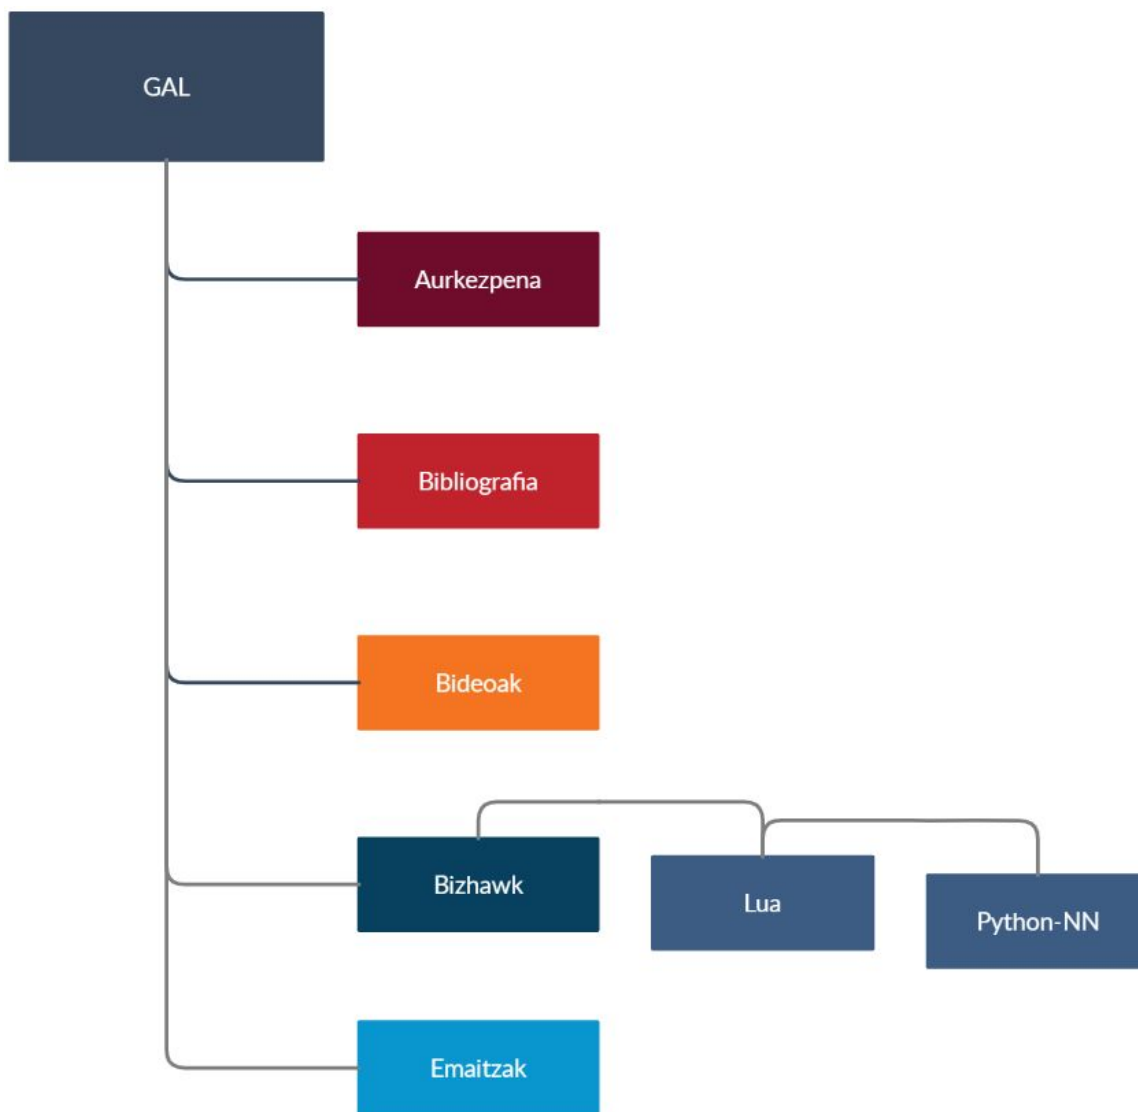 GAL
Aurkezpena
Bibliografia
Bideoak
Bizhawk
Lua
Python-NN
Emaitzak